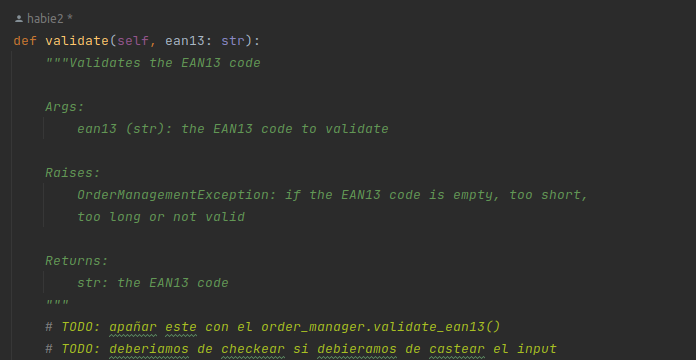 habie2 *
def validate(self, ean13: str):
"""Validates the EAN13 code
Args:
ean13 (str): the EAN13 code to validate
Raises:
OrderManagementException: if the EAN13 code is empty, too short,
too long or not valid
Returns:
str: the EAN13 code
"""
# TODO: apañar este con el order_manager.validate_ean13()
# TODO: deberiamos de checkear si debieramos de castear el input